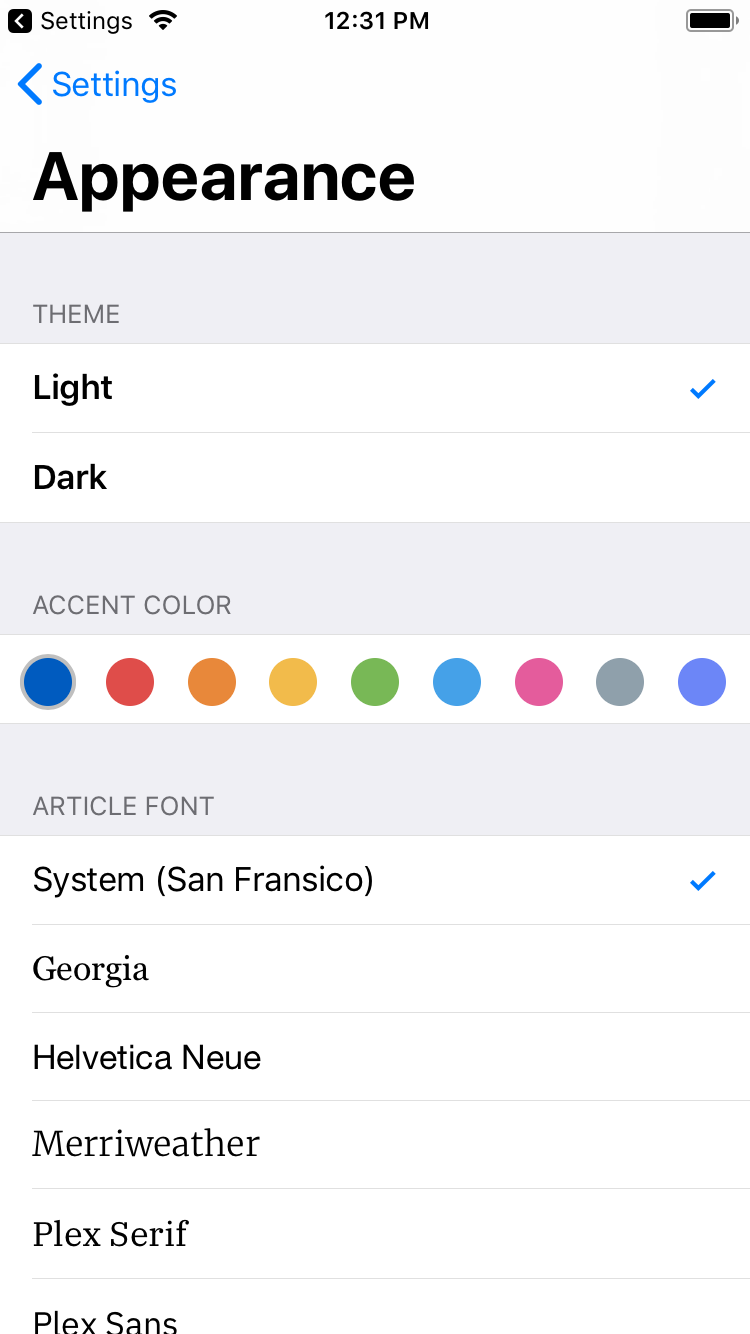 Settings 12:31 PM
Settings
Appearance
THEME
Light
Dark
ACCENT COLOR
ARTICLE FONT
System (San Fransico)
Georgia
Helvetica Neue
Merriweather
Plex Serif
Plex Sans